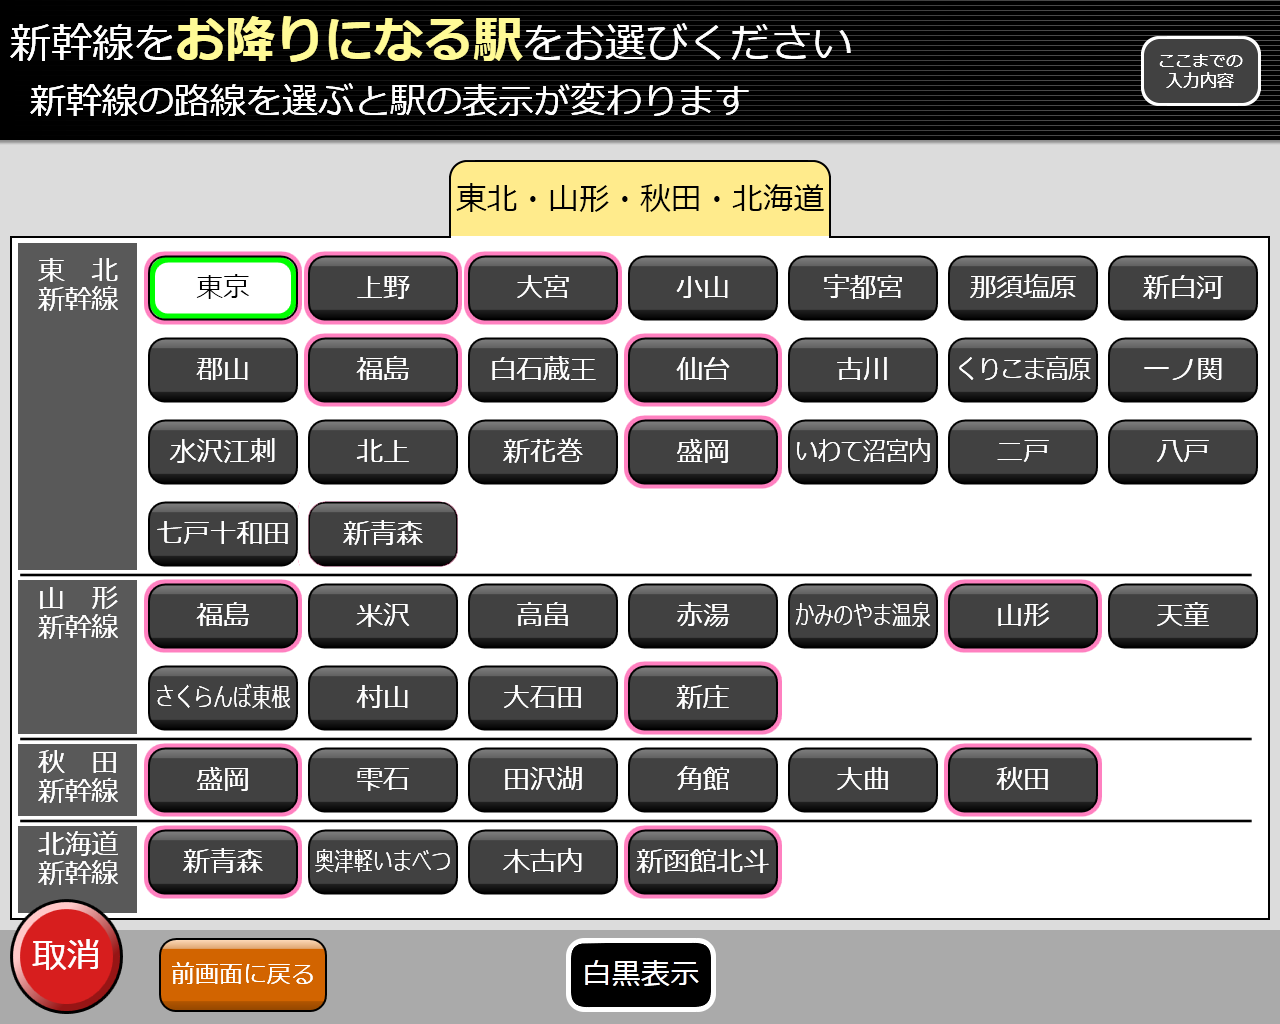 新幹線をお降りになる駅をお選びください
新幹線の路線を選ぶと駅の表示が変わります
ここまでの
入力内容
東北・山形・秋田・北海道
東　北
新幹線
東京 上野 大宮 小山 宇都宮 那須塩原 新白河
郡山 福島 白石蔵王 仙台 古川 くりこま高原 一ノ関
水沢江刺 北上 新花巻 盛岡 いわて沼宮内 二戸 八戸
七戸十和田 新青森
山　形
新幹線
福島 米沢 高畠 赤湯 かみのやま温泉 山形 天童
さくらんぼ東根 村山 大石田 新庄
秋　田
新幹線
盛岡 雫石 田沢湖 角館 大曲 秋田
北海道
新幹線
新青森 奥津軽いまべつ 木古内 新函館北斗
取消
前画面に戻る
白黒表示